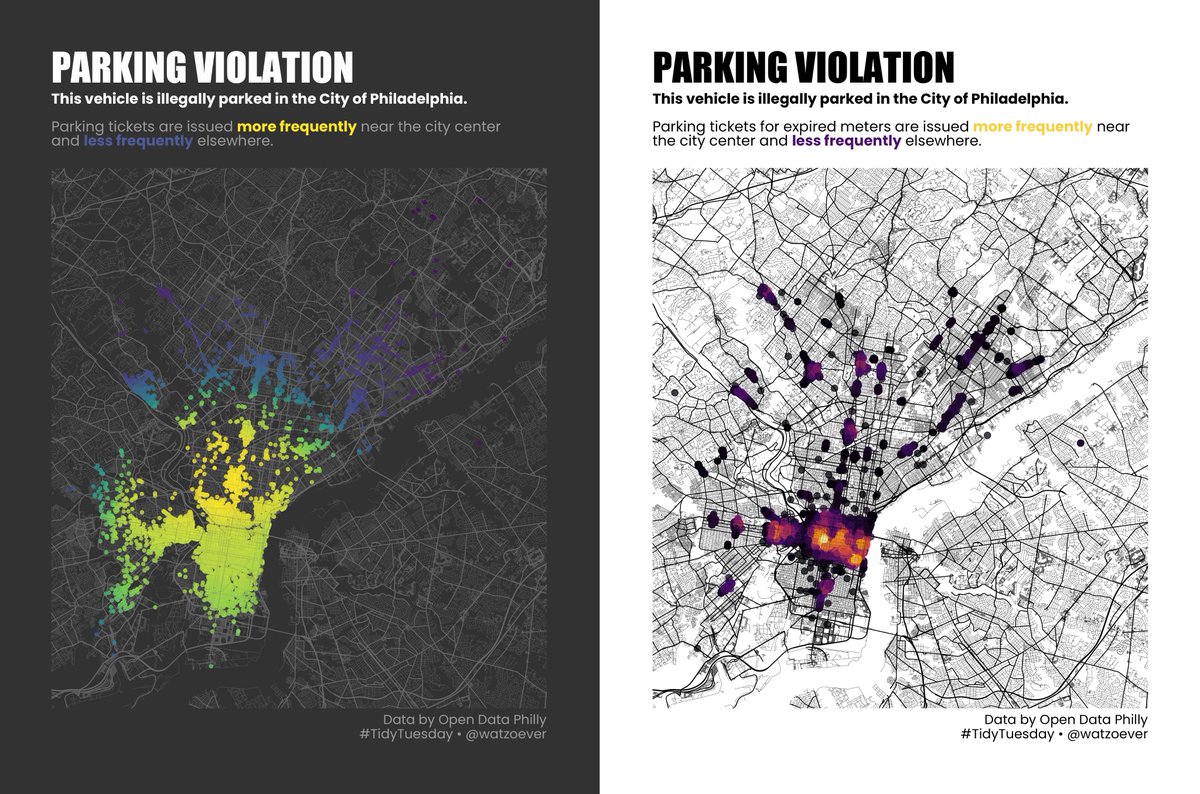 PARKING VIOLATION
This vehicle is illegally parked in the City of Philadelphia.
Parking tickets are issued more frequently near the city center
and less frequently elsewhere.
Data by Open Data Philly
#TidyTuesday • @watzoever
PARKING VIOLATION
This vehicle is illegally parked in the City of Philadelphia.
Parking tickets for expired meters are issued more frequently near
the city center and less frequently elsewhere.
Data by Open Data Philly
#TidyTuesday • @watzoever